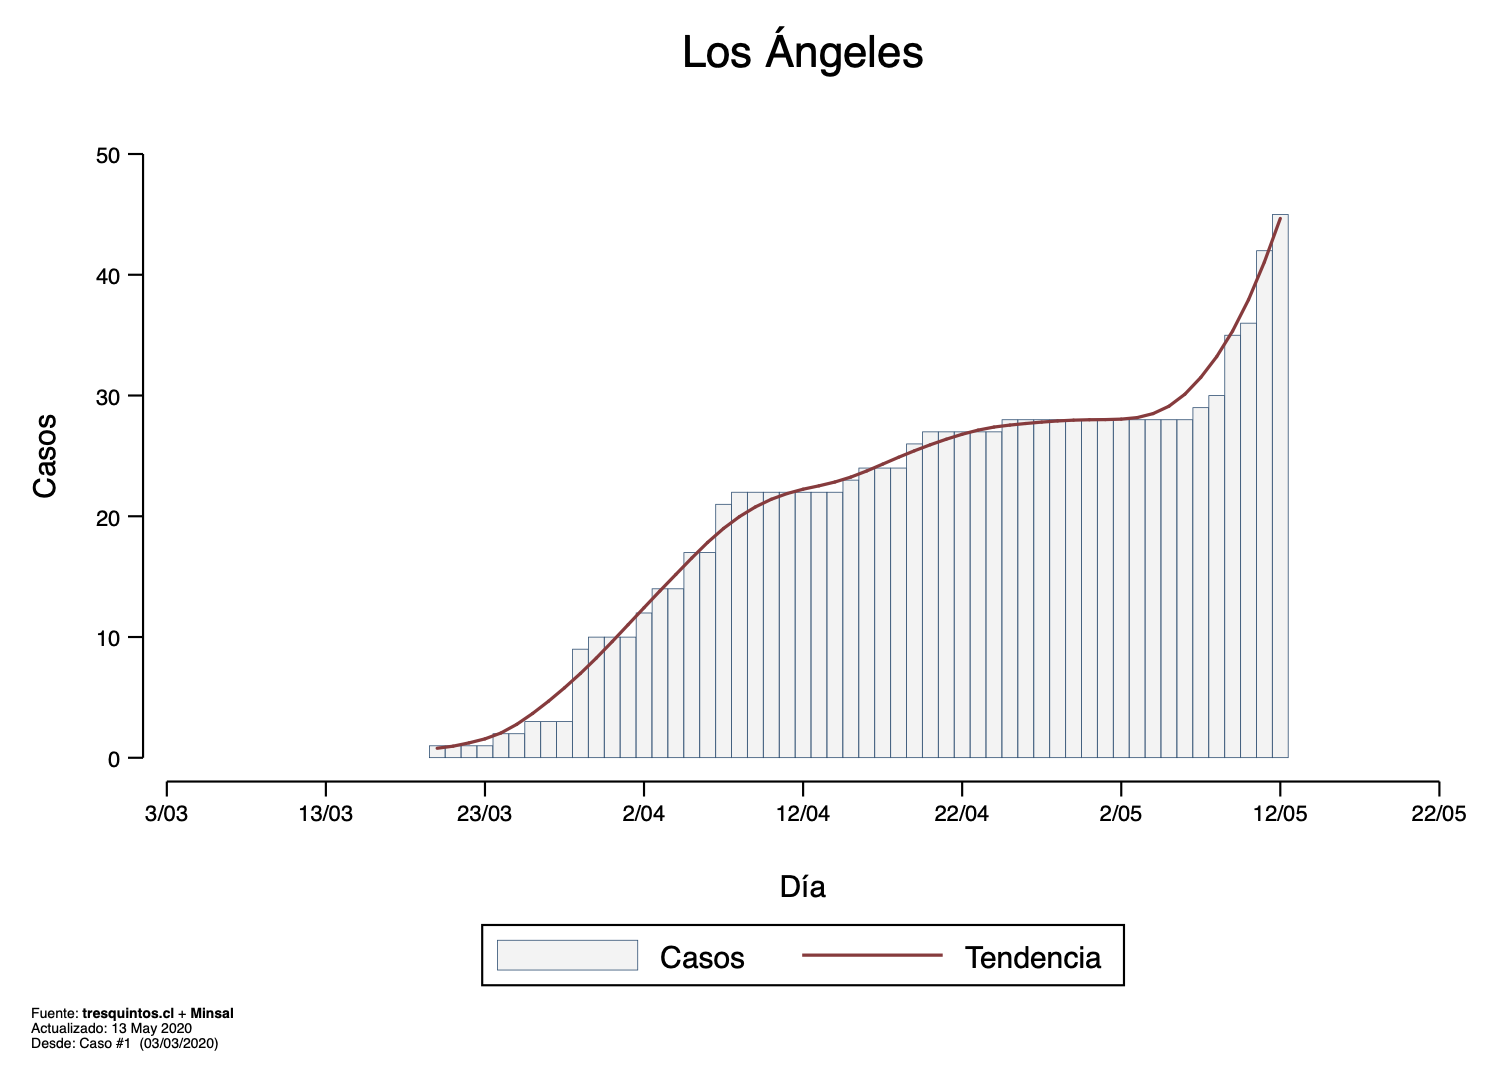 Los Ángeles
50
40
30
20
10
0
Casos
3/03 13/03 23/03 2/04 12/04 22/04 2/05 12/05 22/05
Día
Casos Tendencia
Fuente: tresquintos.cl + Minsal
Actualizado: 13 May 2020
Desde: Caso #1 (03/03/2020)